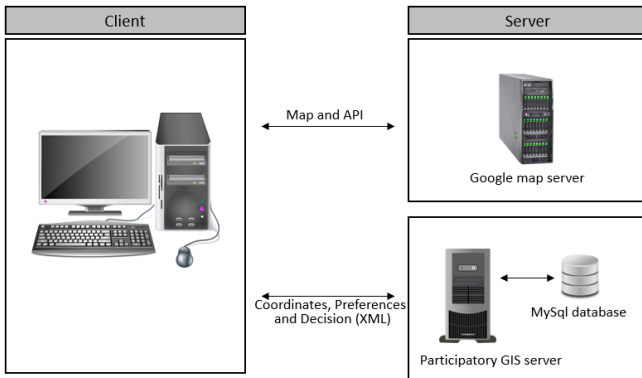 Client
Server
Map and API
Google map server
Coordinates, Preferences
and Decision (XML)
MySql database
Participatory GIS server